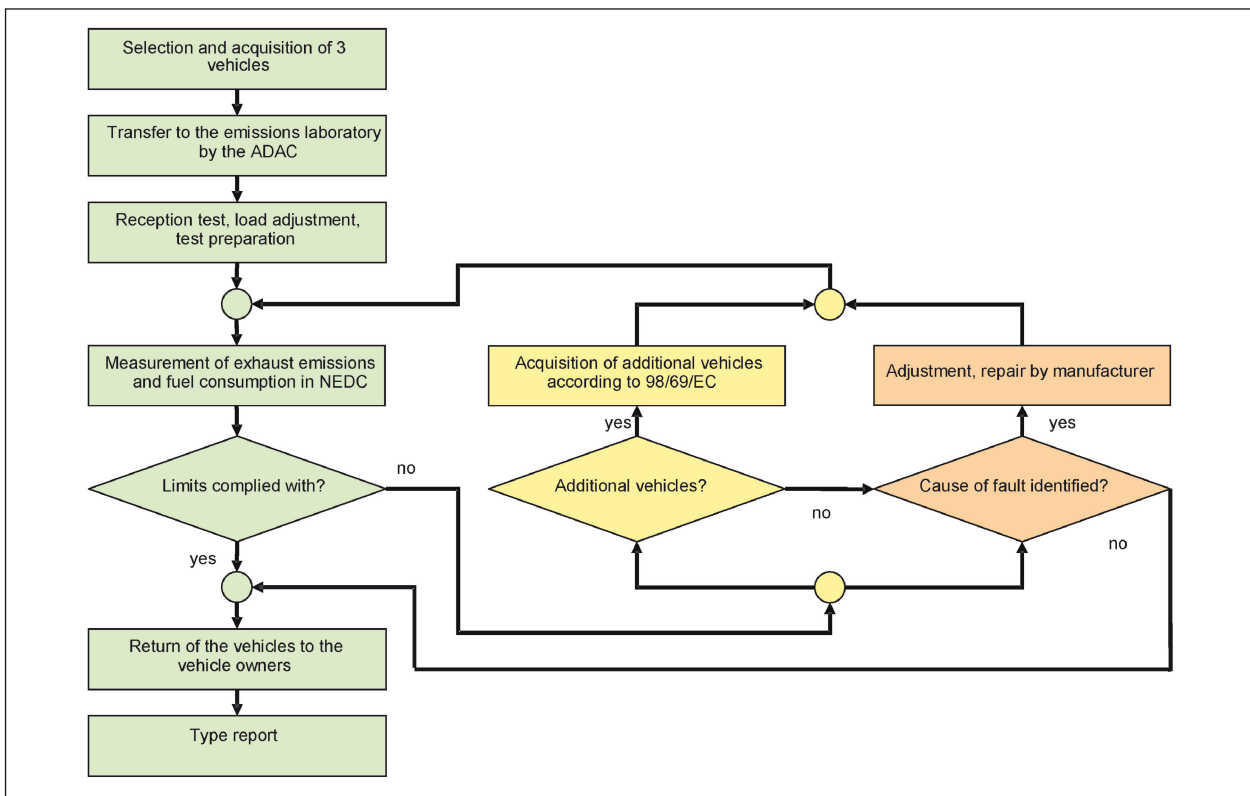 Selection and acquisition of 3
vehicles
Transfer to the emissions laboratory
by the ADAC
Reception test, load adjustment,
test preparation
Measurement of exhaust emissions
and fuel consumption in NEDC
Acquisition of additional vehicles
according to 98/69/EC
Adjustment, repair by manufacturer
yes
yes
no
Limits complied with?
Additional vehicles?
Cause of fault identified?
no
no
yes
Return of the vehicles to the
vehicle owners
Type report